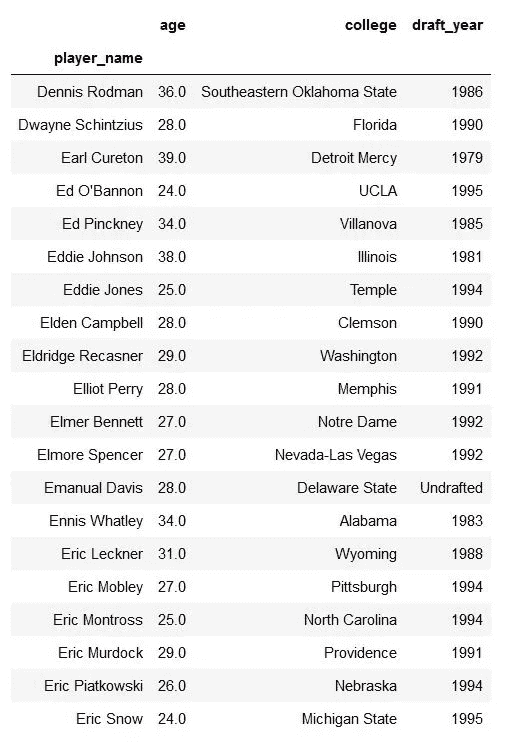 age college draft_year
player_name
Dennis Rodman 36.0 Southeastern Oklahoma State 1986
Dwayne Schintzius 28.0 Florida 1990
Earl Cureton 39.0 Detroit Mercy 1979
Ed O'Bannon 24.0 UCLA 1995
Ed Pinckney 34.0 Villanova 1985
Eddie Johnson 38.0 Illinois 1981
Eddie Jones 25.0 Temple 1994
Elden Campbell 28.0 Clemson 1990
Eldridge Recasner 29.0 Washington 1992
Elliot Perry 28.0 Memphis 1991
Elmer Bennett 27.0 Notre Dame 1992
Elmore Spencer 27.0 Nevada-Las Vegas 1992
Emanual Davis 28.0 Delaware State Undrafted
Ennis Whatley 34.0 Alabama 1983
Eric Leckner 31.0 Wyoming 1988
Eric Mobley 27.0 Pittsburgh 1994
Eric Montross 25.0 North Carolina 1994
Eric Murdock 29.0 Providence 1991
Eric Piatkowski 26.0 Nebraska 1994
Eric Snow 24.0 Michigan State 1995